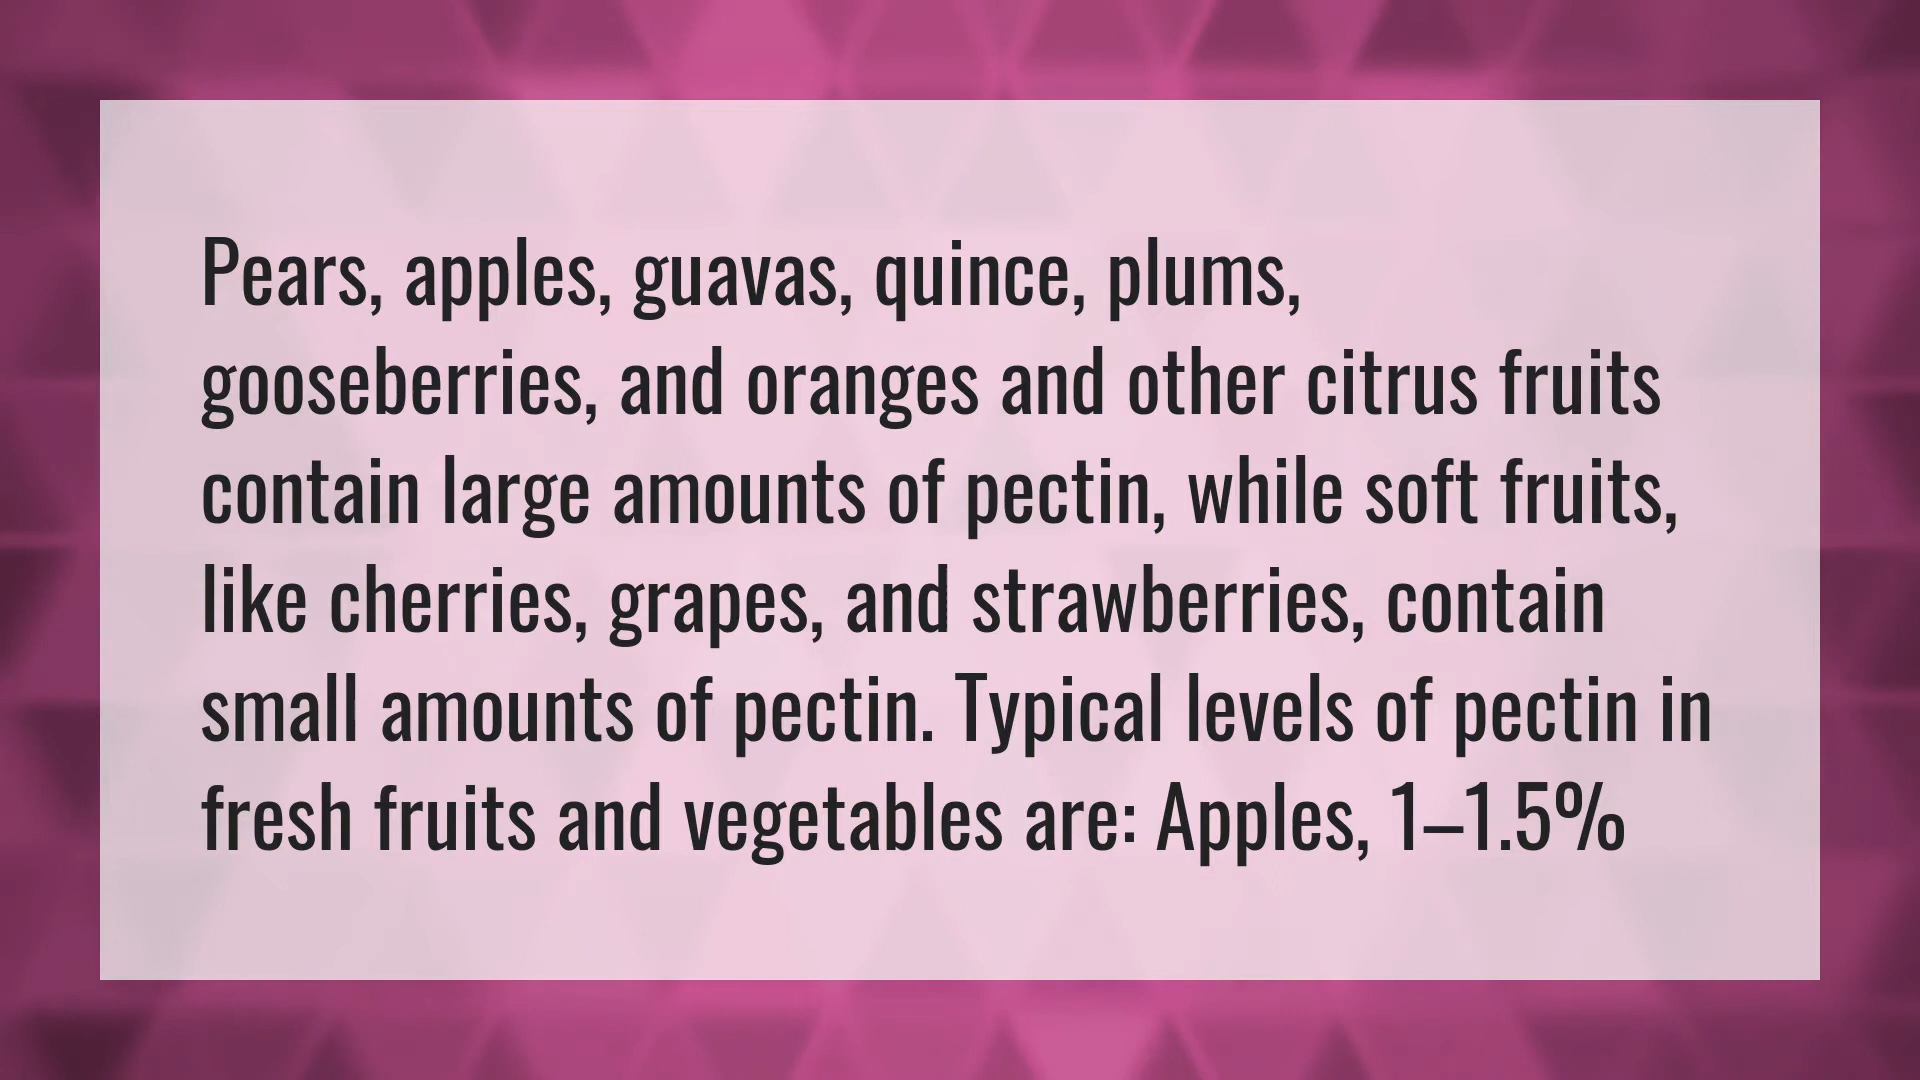 Pears, apples, guavas, quince, plums,
gooseberries, and oranges and other citrus fruits
contain large amounts of pectin, while soft fruits,
like cherries, grapes, and strawberries, contain
small amounts of pectin. Typical levels of pectin in
fresh fruits and vegetables are: Apples, 1–1.5%